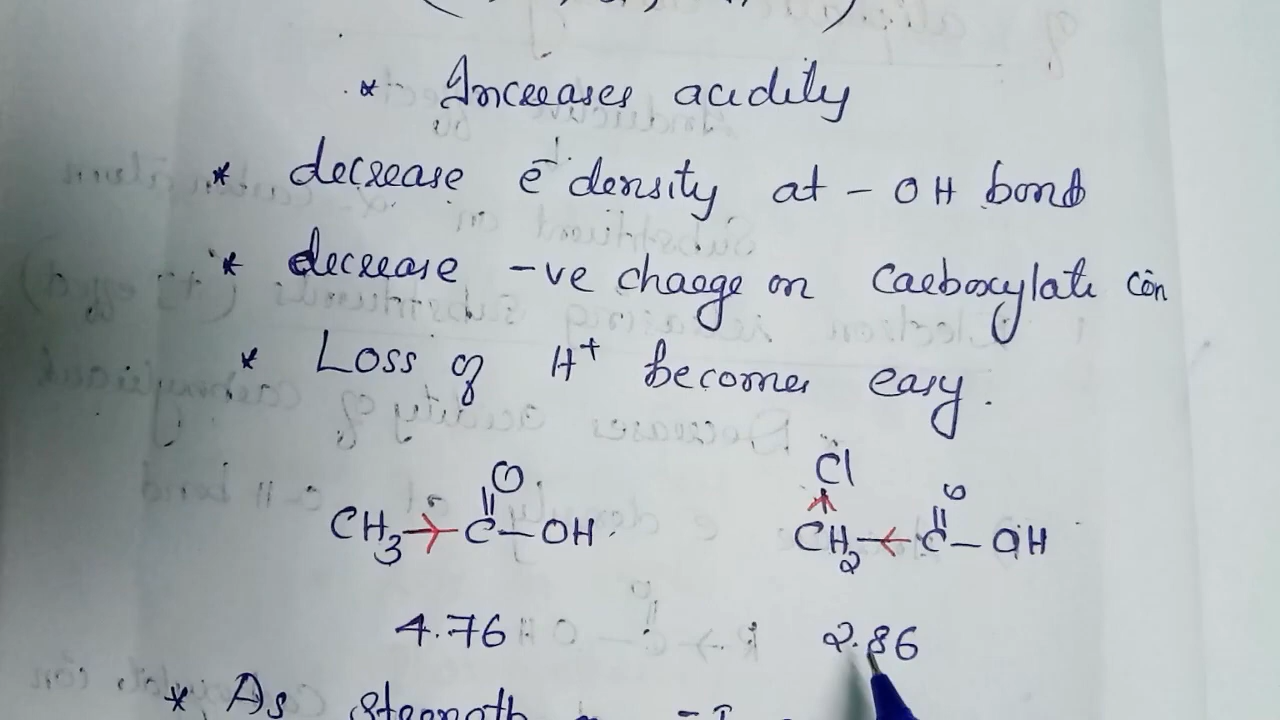 * Increases acidity
* decrease e⁻ density at - OH bond
* decrease -ve charge on Carboxylate ion
* Loss of H⁺ becomes easy.
O Cl O
CH₃→C-OH. CH₂←C-OH
4.76 2.86
* As strength -I